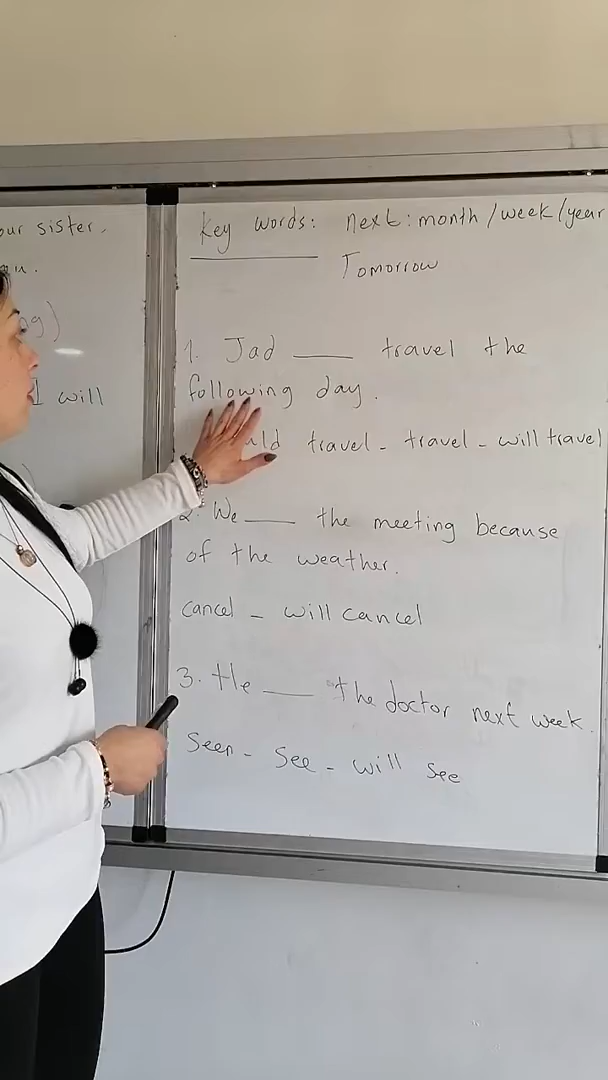 our sister.
I will
Key words: next: month/week/year
Tomorrow
1. Jad ____ travel the
following day.
travel - travel - will travel
2. We ____ the meeting because
of the weather.
cancel - will cancel
3. He ____ the doctor next week.
seen - see - will see